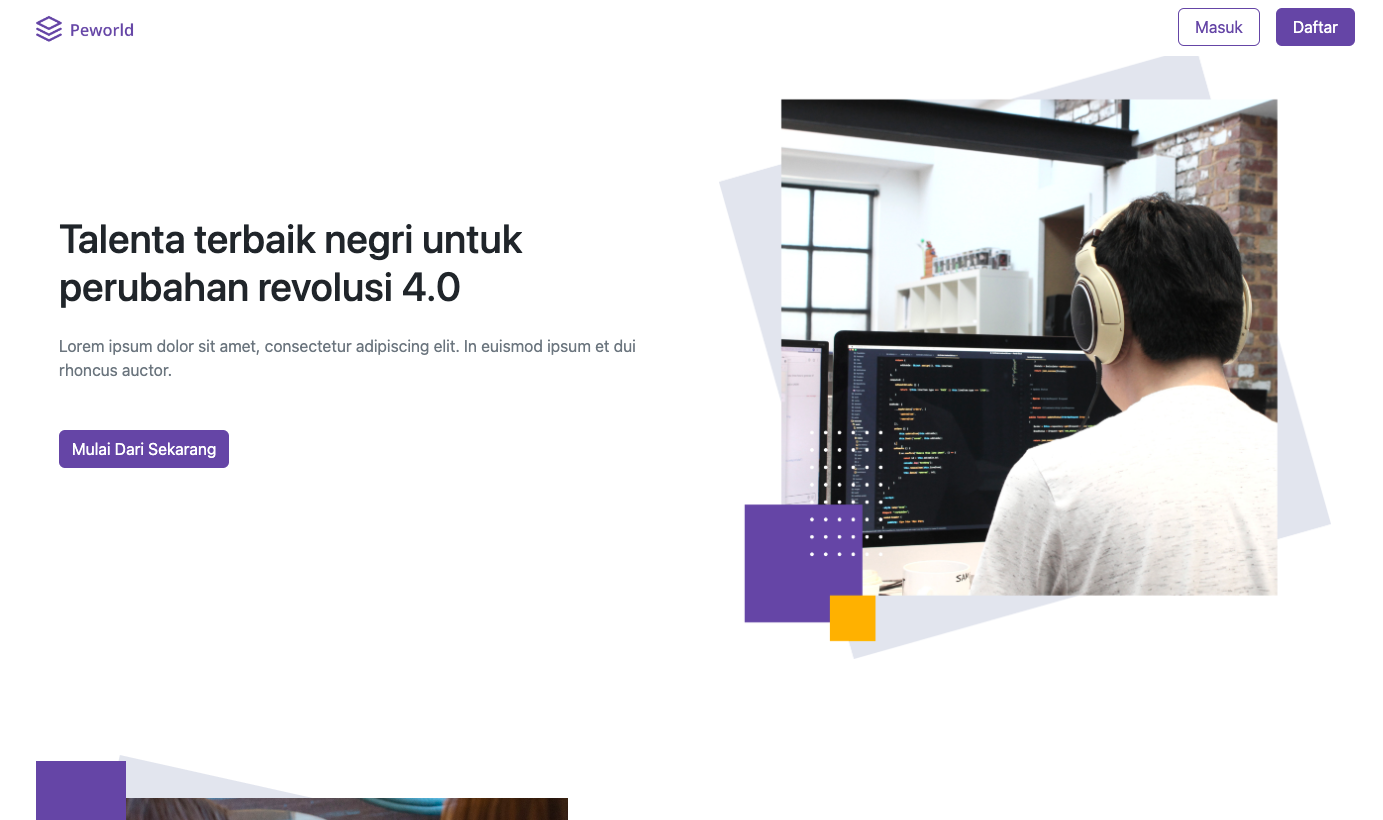 Peworld
Masuk
Daftar
Talenta terbaik negri untuk
perubahan revolusi 4.0
Lorem ipsum dolor sit amet, consectetur adipiscing elit. In euismod ipsum et dui
rhoncus auctor.
Mulai Dari Sekarang